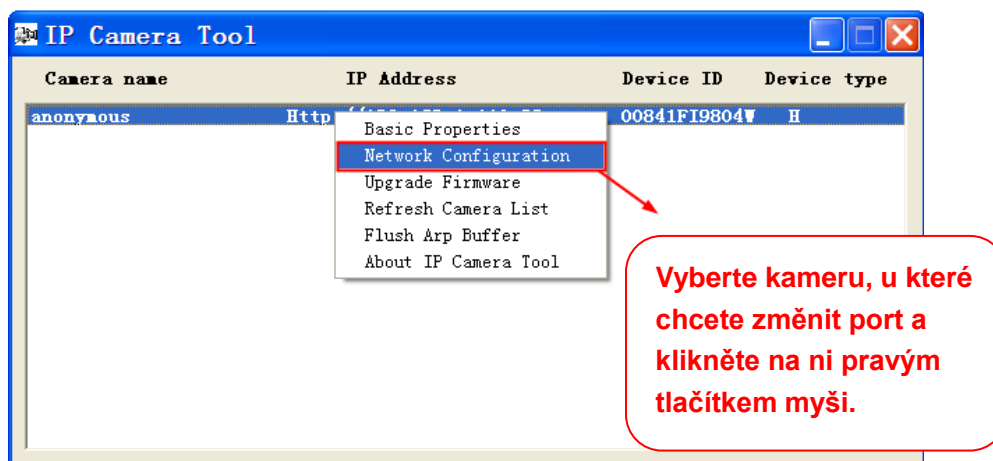 IP Camera Tool
Camera name IP Address Device ID Device type
anonymous Http 00841FI9804W H
Basic Properties
Network Configuration
Upgrade Firmware
Refresh Camera List
Flush Arp Buffer
About IP Camera Tool
Vyberte kameru, u které
chcete změnit port a
klikněte na ni pravým
tlačítkem myši.